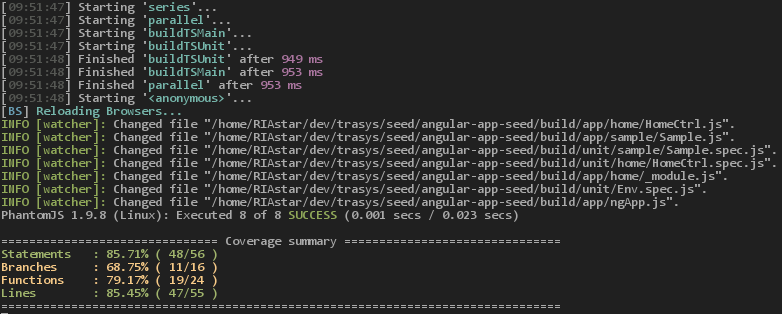 [09:51:47] Starting 'series'...
[09:51:47] Starting 'parallel'...
[09:51:47] Starting 'buildTSMain'...
[09:51:47] Starting 'buildTSUnit'...
[09:51:48] Finished 'buildTSUnit' after 949 ms
[09:51:48] Finished 'buildTSMain' after 953 ms
[09:51:48] Finished 'parallel' after 953 ms
[09:51:48] Starting '<anonymous>'...
[BS] Reloading Browsers...
INFO [watcher]: Changed file "/home/RIAstar/dev/trasys/seed/angular-app-seed/build/app/home/HomeCtrl.js".
INFO [watcher]: Changed file "/home/RIAstar/dev/trasys/seed/angular-app-seed/build/app/sample/Sample.js".
INFO [watcher]: Changed file "/home/RIAstar/dev/trasys/seed/angular-app-seed/build/unit/sample/Sample.spec.js".
INFO [watcher]: Changed file "/home/RIAstar/dev/trasys/seed/angular-app-seed/build/unit/home/HomeCtrl.spec.js".
INFO [watcher]: Changed file "/home/RIAstar/dev/trasys/seed/angular-app-seed/build/app/home/_module.js".
INFO [watcher]: Changed file "/home/RIAstar/dev/trasys/seed/angular-app-seed/build/unit/Env.spec.js".
INFO [watcher]: Changed file "/home/RIAstar/dev/trasys/seed/angular-app-seed/build/app/ngApp.js".
PhantomJS 1.9.8 (Linux): Executed 8 of 8 SUCCESS (0.001 secs / 0.023 secs)
=============================== Coverage summary ===============================
Statements   : 85.71% ( 48/56 )
Branches     : 68.75% ( 11/16 )
Functions    : 79.17% ( 19/24 )
Lines        : 85.45% ( 47/55 )
================================================================================